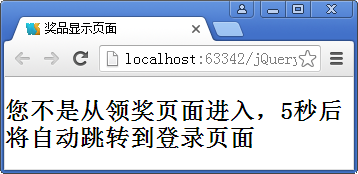 奖品显示页面
localhost:63342/jQuery
您不是从领奖页面进入，5秒后
将自动跳转到登录页面